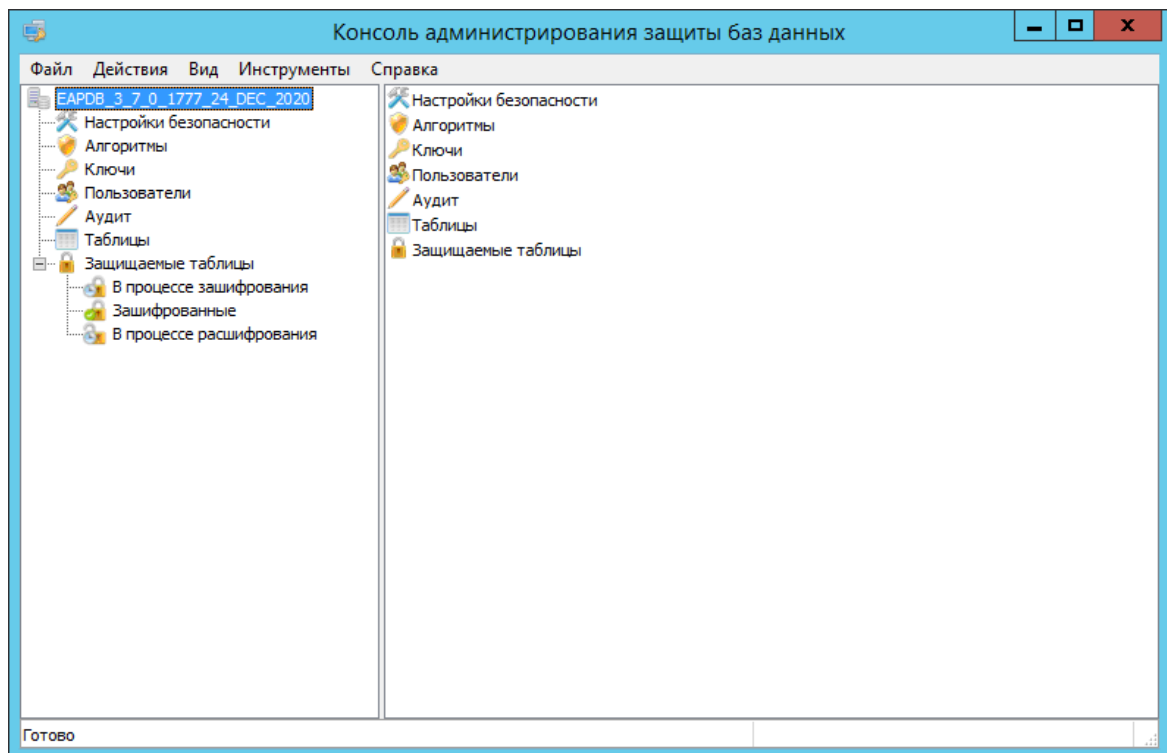 Консоль администрирования защиты баз данных
Файл Действия Вид Инструменты Справка
EAPDB_3_7_0_1777_24_DEC_2020
Настройки безопасности
Алгоритмы
Ключи
Пользователи
Аудит
Таблицы
Защищаемые таблицы
В процессе зашифрования
Зашифрованные
В процессе расшифрования
Настройки безопасности
Алгоритмы
Ключи
Пользователи
Аудит
Таблицы
Защищаемые таблицы
Готово